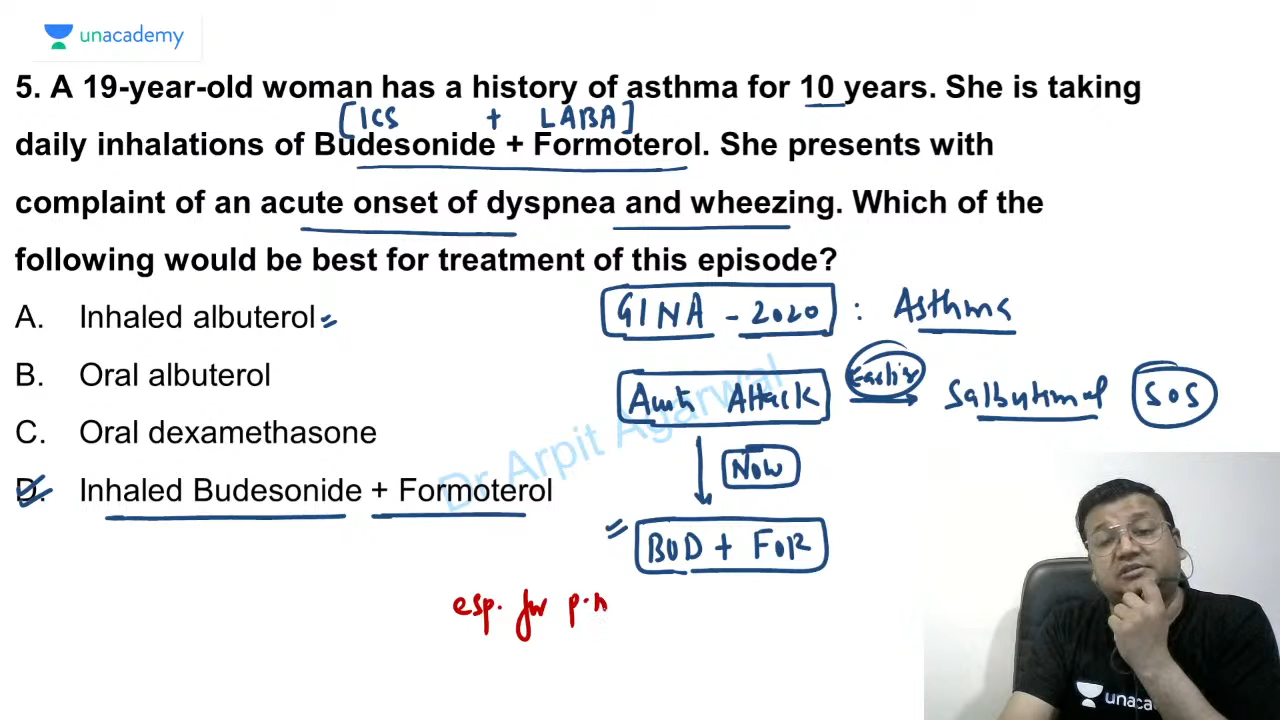 unacademy
5. A 19-year-old woman has a history of asthma for 10 years. She is taking
[ICS + LABA]
daily inhalations of Budesonide + Formoterol. She presents with
complaint of an acute onset of dyspnea and wheezing. Which of the
following would be best for treatment of this episode?
A. Inhaled albuterol
GINA - 2020 : Asthma
B. Oral albuterol
Acute Attack Earlier Salbutamol SOS
C. Oral dexamethasone
Now
D. Inhaled Budesonide + Formoterol
Dr Arpit Agarwal
BUD + FOR
esp. for p.
unaca